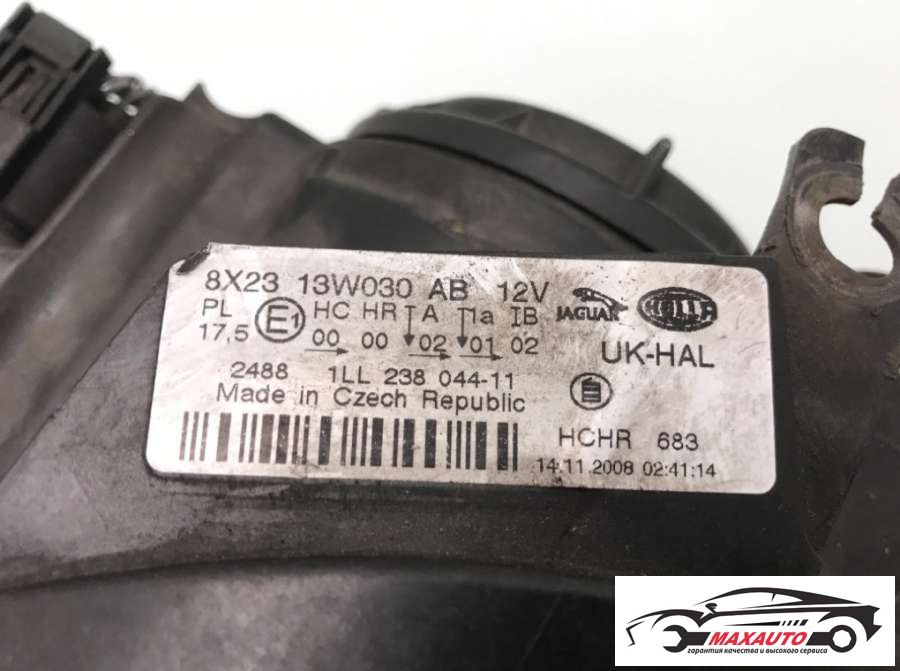 8X23 13W030 AB 12V
JAGUAR HELLA
PL E1 HC HR A 1a B
17,5 00 00 02 01 02
UK-HAL
2488 1LL 238 044-11
Made in Czech Republic
HCHR 683
14.11.2008 02:41:14
MAXAUTO
гарантия качества и высокого сервиса